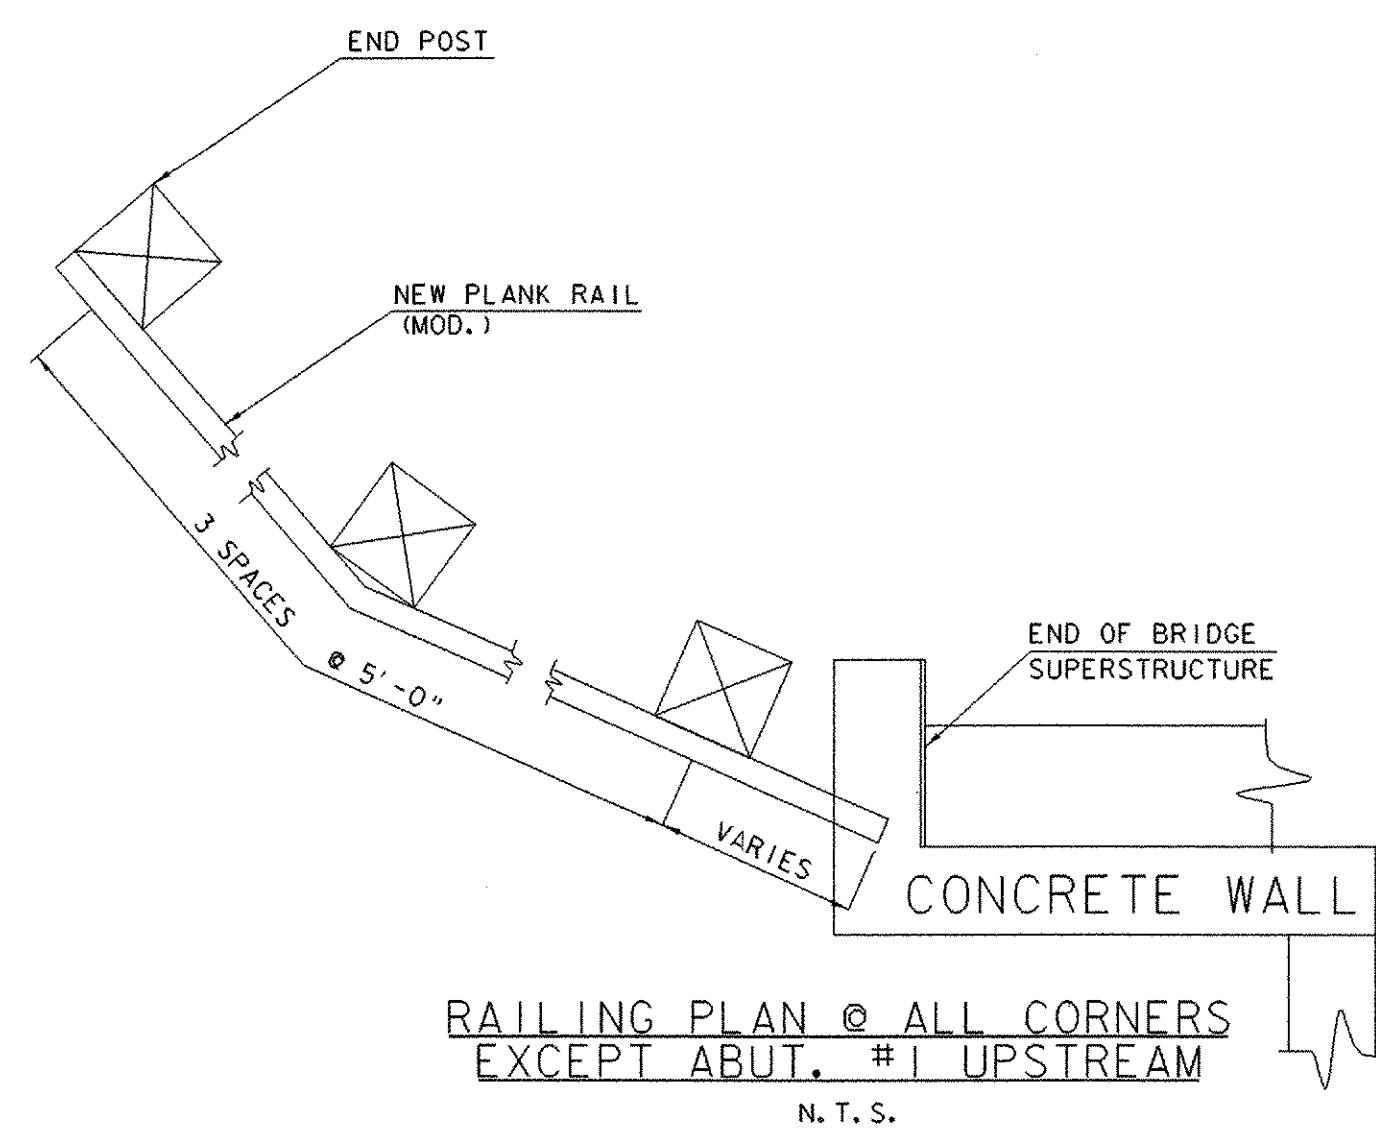 END POST
NEW PLANK RAIL
(MOD.)
3 SPACES
@ 5'-0"
END OF BRIDGE
SUPERSTRUCTURE
VARIES
CONCRETE WALL
RAILING PLAN @ ALL CORNERS
EXCEPT ABUT. #1 UPSTREAM
N.T.S.